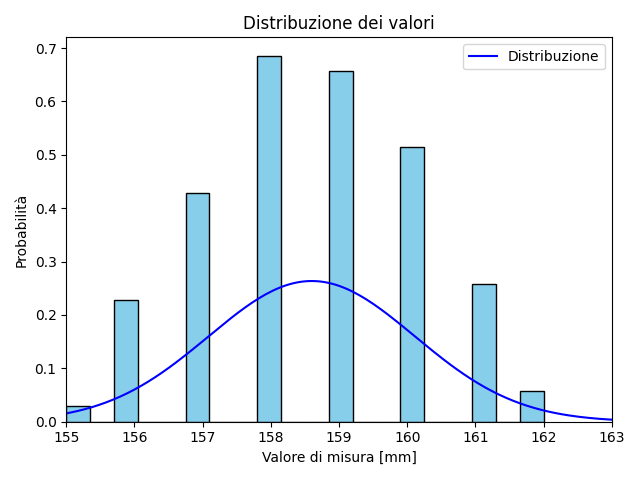 Distribuzione dei valori
Distribuzione
Probabilità
0.7
0.6
0.5
0.4
0.3
0.2
0.1
0.0
155 156 157 158 159 160 161 162 163
Valore di misura [mm]